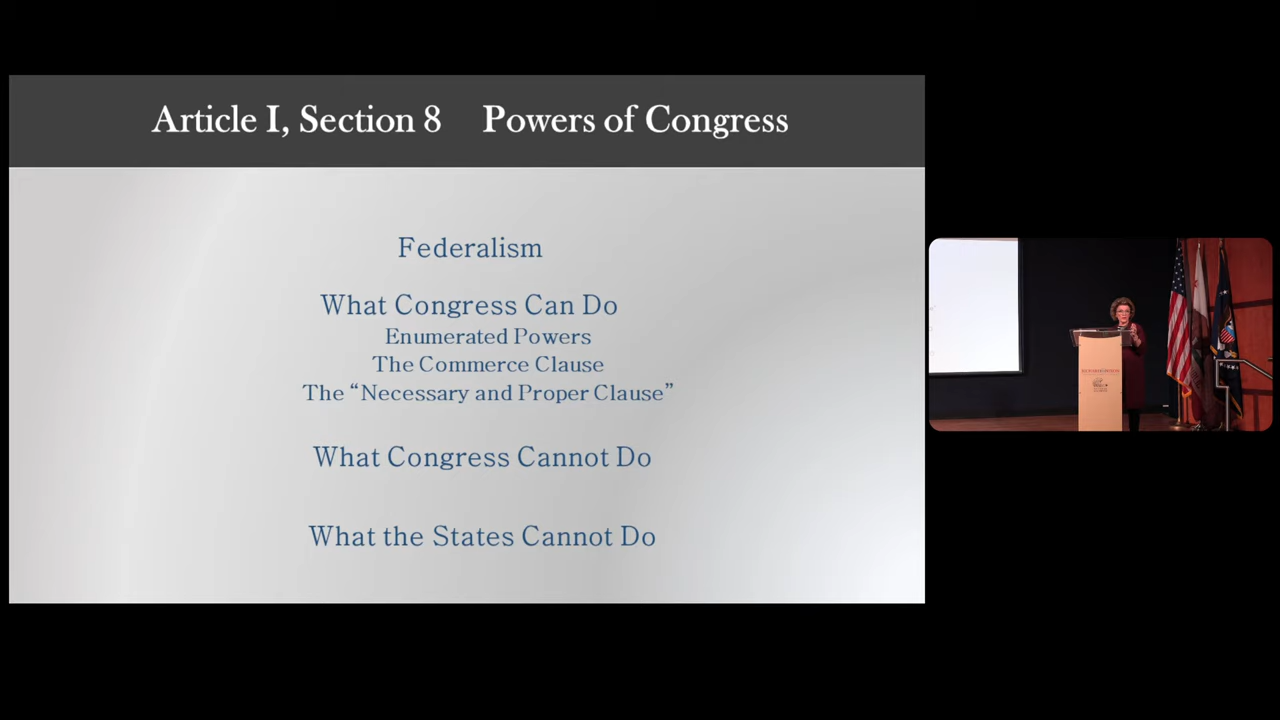 Article I, Section 8 Powers of Congress
Federalism
What Congress Can Do
Enumerated Powers
The Commerce Clause
The “Necessary and Proper Clause”
What Congress Cannot Do
What the States Cannot Do